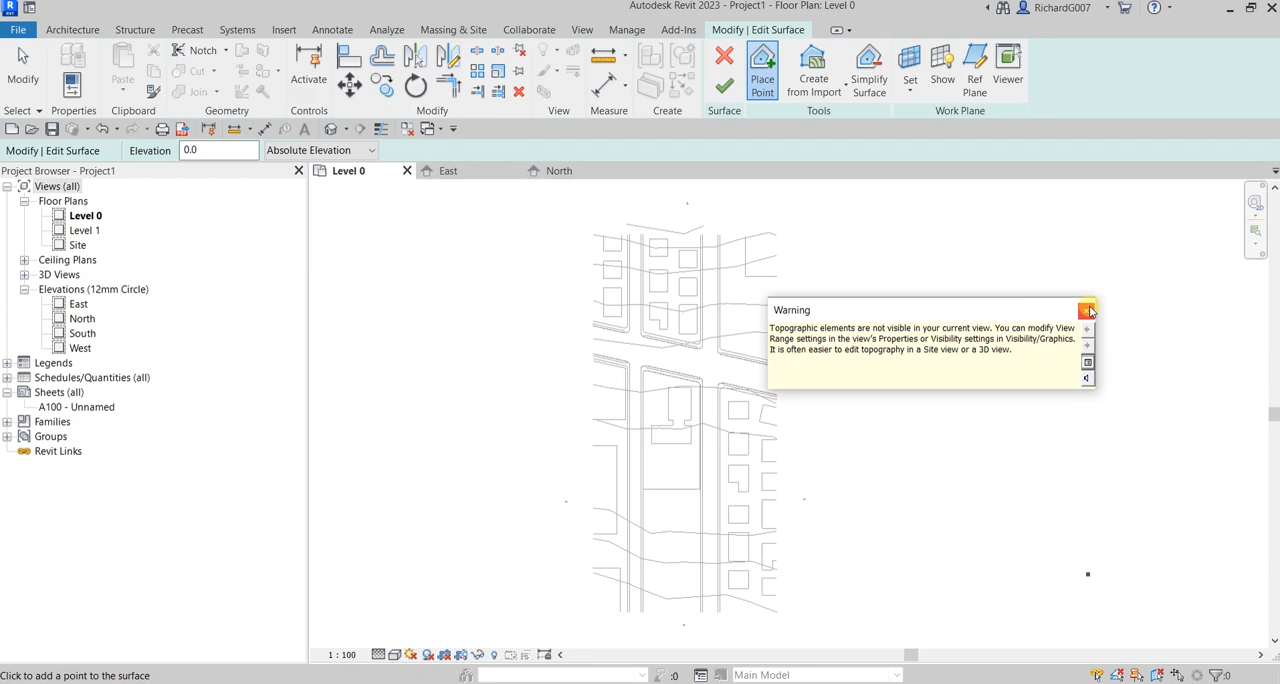 Autodesk Revit 2023 - Project1 - Floor Plan: Level 0
RichardG007
File Architecture Structure Precast Systems Insert Annotate Analyze Massing & Site Collaborate View Manage Add-Ins Modify | Edit Surface
Modify
Paste
Notch
Cut
Join
Activate
Place Point
Create from Import
Simplify Surface
Set
Show
Ref Plane
Viewer
Select Properties Clipboard Geometry Controls Modify View Measure Create Surface Tools Work Plane
Modify | Edit Surface Elevation 0.0 Absolute Elevation
Project Browser - Project1
Level 0 East North
Views (all)
Floor Plans
Level 0
Level 1
Site
Ceiling Plans
3D Views
Elevations (12mm Circle)
East
North
South
West
Legends
Schedules/Quantities (all)
Sheets (all)
A100 - Unnamed
Families
Groups
Revit Links
Warning
Topographic elements are not visible in your current view. You can modify View
Range settings in the view's Properties or Visibility settings in Visibility/Graphics.
It is often easier to edit topography in a Site view or a 3D view.
1 : 100
Click to add a point to the surface
:0
Main Model
:0